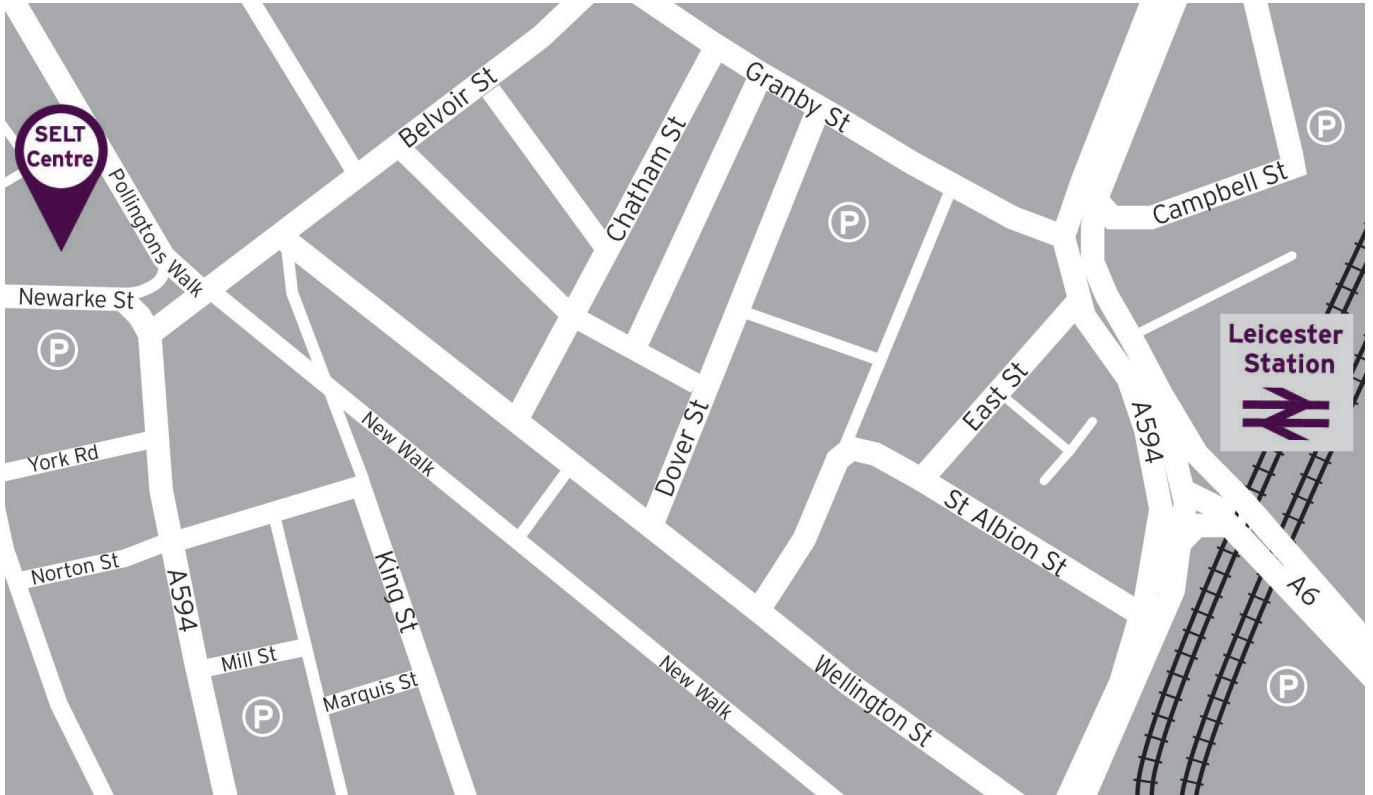 SELT
Centre
Pollingtons Walk
Belvoir St
Chatham St
Granby St
P
P
Campbell St
Newarke St
P
Leicester
Station
York Rd
New Walk
Dover St
East St
A594
St Albion St
Norton St
A594
King St
A6
Mill St
Marquis St
P
New Walk
Wellington St
P